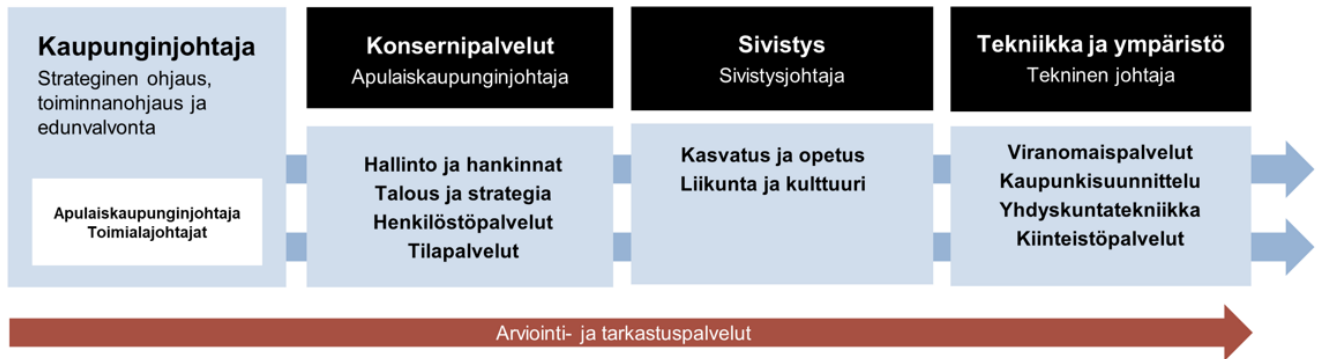 Kaupunginjohtaja
Strateginen ohjaus,
toiminnanohjaus ja
edunvalvonta
Apulaiskaupunginjohtaja
Toimialajohtajat
Konsernipalvelut
Apulaiskaupunginjohtaja
Hallinto ja hankinnat
Talous ja strategia
Henkilöstöpalvelut
Tilapalvelut
Sivistys
Sivistysjohtaja
Kasvatus ja opetus
Liikunta ja kulttuuri
Tekniikka ja ympäristö
Tekninen johtaja
Viranomaispalvelut
Kaupunkisuunnittelu
Yhdyskuntatekniikka
Kiinteistöpalvelut
Arviointi- ja tarkastuspalvelut